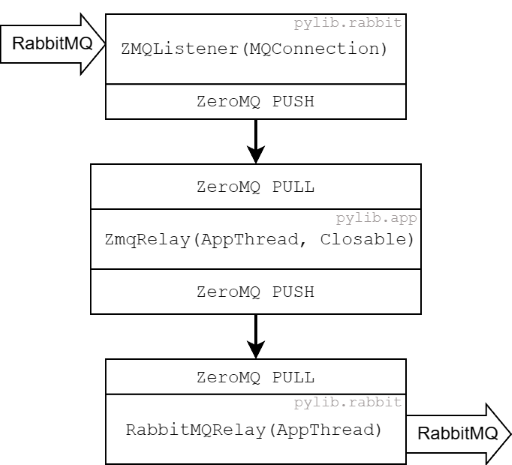 pylib.rabbit
RabbitMQ
ZMQListener(MQConnection)
ZeroMQ PUSH
ZeroMQ PULL
pylib.app
ZmqRelay(AppThread, Closable)
ZeroMQ PUSH
ZeroMQ PULL
pylib.rabbit
RabbitMQRelay(AppThread)
RabbitMQ